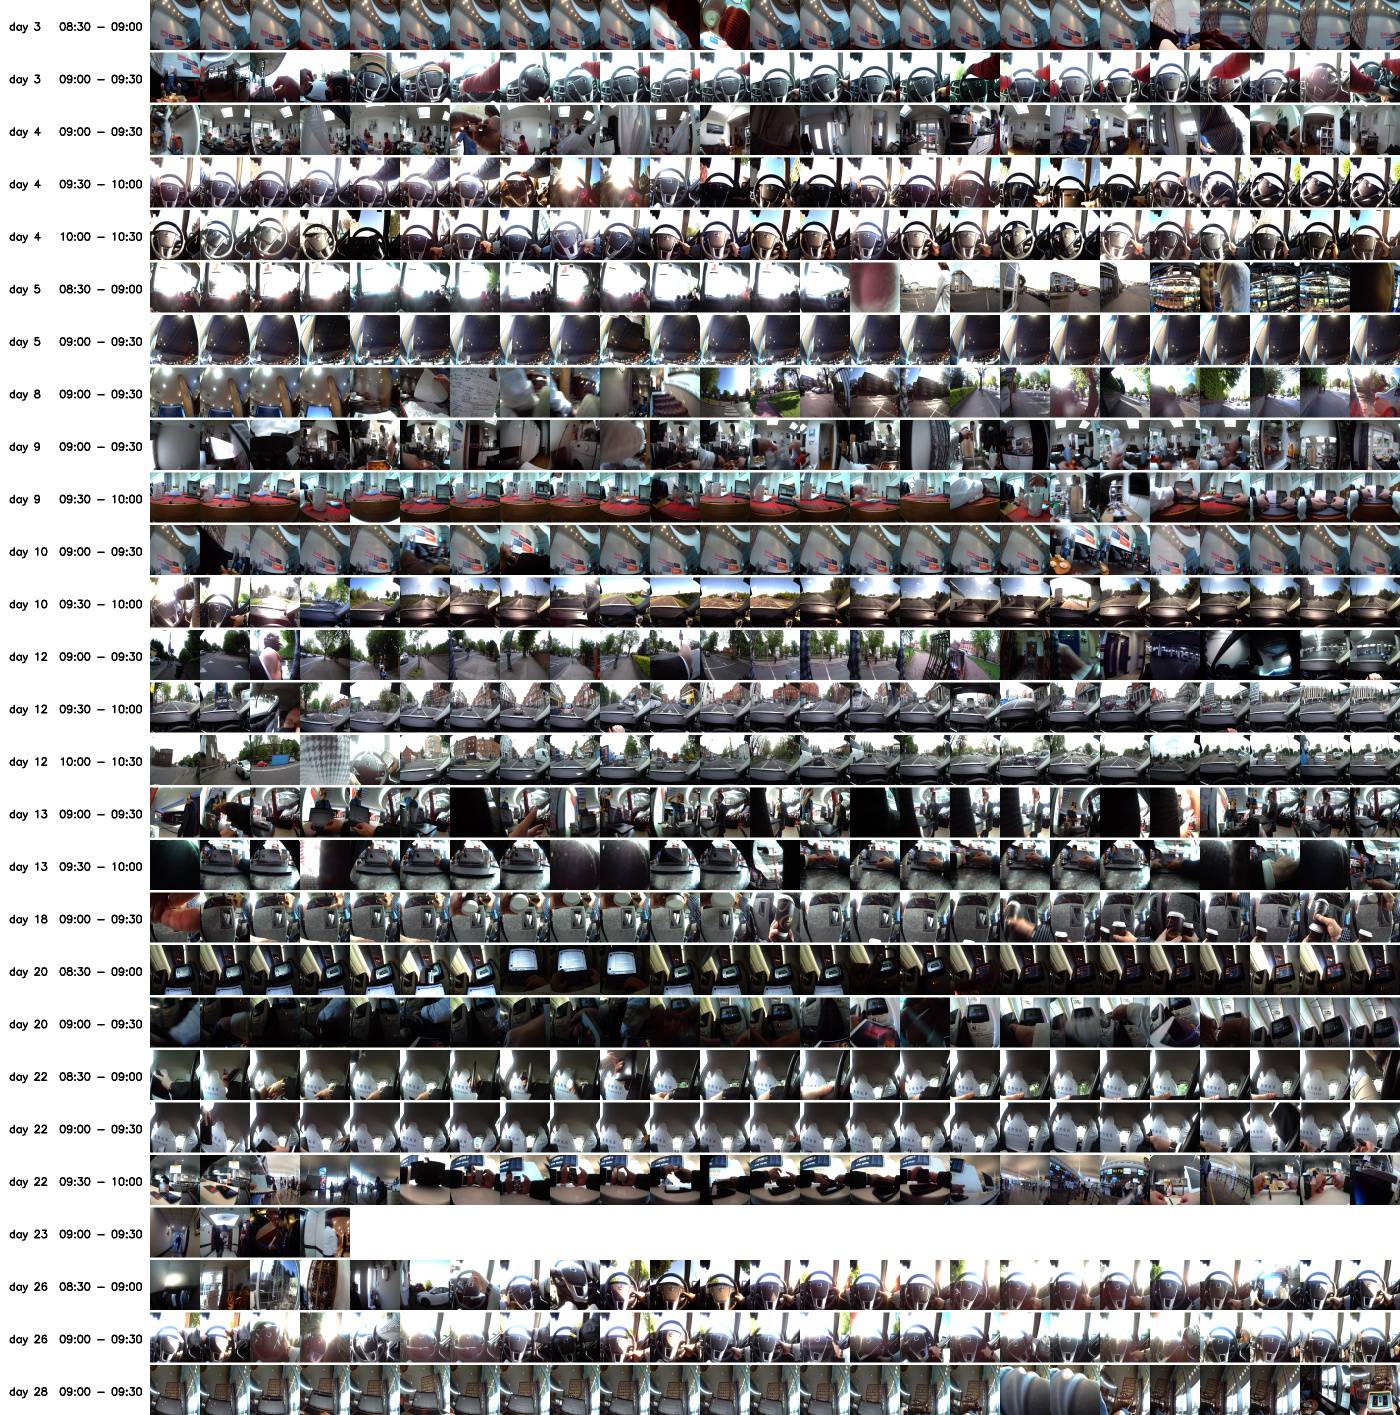 day 3 08:30 – 09:00
day 3 09:00 – 09:30
day 4 09:00 – 09:30
day 4 09:30 – 10:00
day 4 10:00 – 10:30
day 5 08:30 – 09:00
day 5 09:00 – 09:30
day 8 09:00 – 09:30
day 9 09:00 – 09:30
day 9 09:30 – 10:00
day 10 09:00 – 09:30
day 10 09:30 – 10:00
day 12 09:00 – 09:30
day 12 09:30 – 10:00
day 12 10:00 – 10:30
day 13 09:00 – 09:30
day 13 09:30 – 10:00
day 18 09:00 – 09:30
day 20 08:30 – 09:00
day 20 09:00 – 09:30
day 22 08:30 – 09:00
day 22 09:00 – 09:30
day 22 09:30 – 10:00
day 23 09:00 – 09:30
day 26 08:30 – 09:00
day 26 09:00 – 09:30
day 28 09:00 – 09:30